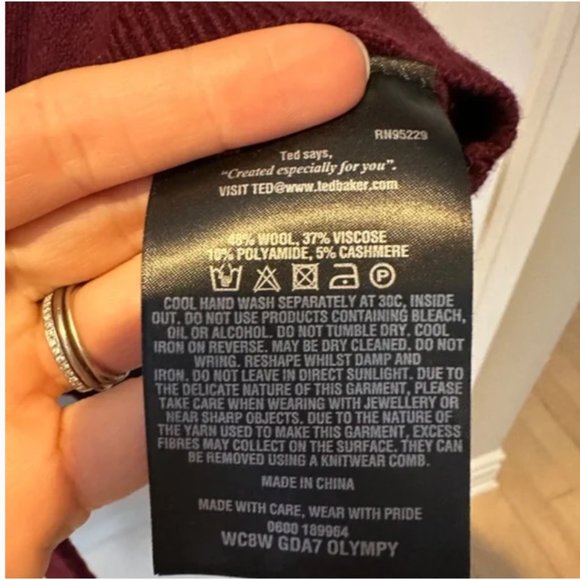 RN95229
Ted says,
"Created especially for you".
VISIT TED@www.tedbaker.com
48% WOOL, 37% VISCOSE
10% POLYAMIDE, 5% CASHMERE
P
COOL HAND WASH SEPARATELY AT 30C, INSIDE
OUT, DO NOT USE PRODUCTS CONTAINING BLEACH,
OIL OR ALCOHOL. DO NOT TUMBLE DRY. COOL
IRON ON REVERSE. MAY BE DRY CLEANED. DO NOT
WRING. RESHAPE WHILST DAMP AND
IRON. DO NOT LEAVE IN DIRECT SUNLIGHT. DUE TO
THE DELICATE NATURE OF THIS GARMENT, PLEASE
TAKE CARE WHEN WEARING WITH JEWELLERY OR
NEAR SHARP OBJECTS. DUE TO THE NATURE OF
THE YARN USED TO MAKE THIS GARMENT, EXCESS
FIBRES MAY COLLECT ON THE SURFACE. THEY CAN
BE REMOVED USING A KNITWEAR COMB.
MADE IN CHINA
MADE WITH CARE, WEAR WITH PRIDE
0600 189964
WC8W GDA7 OLYMPY